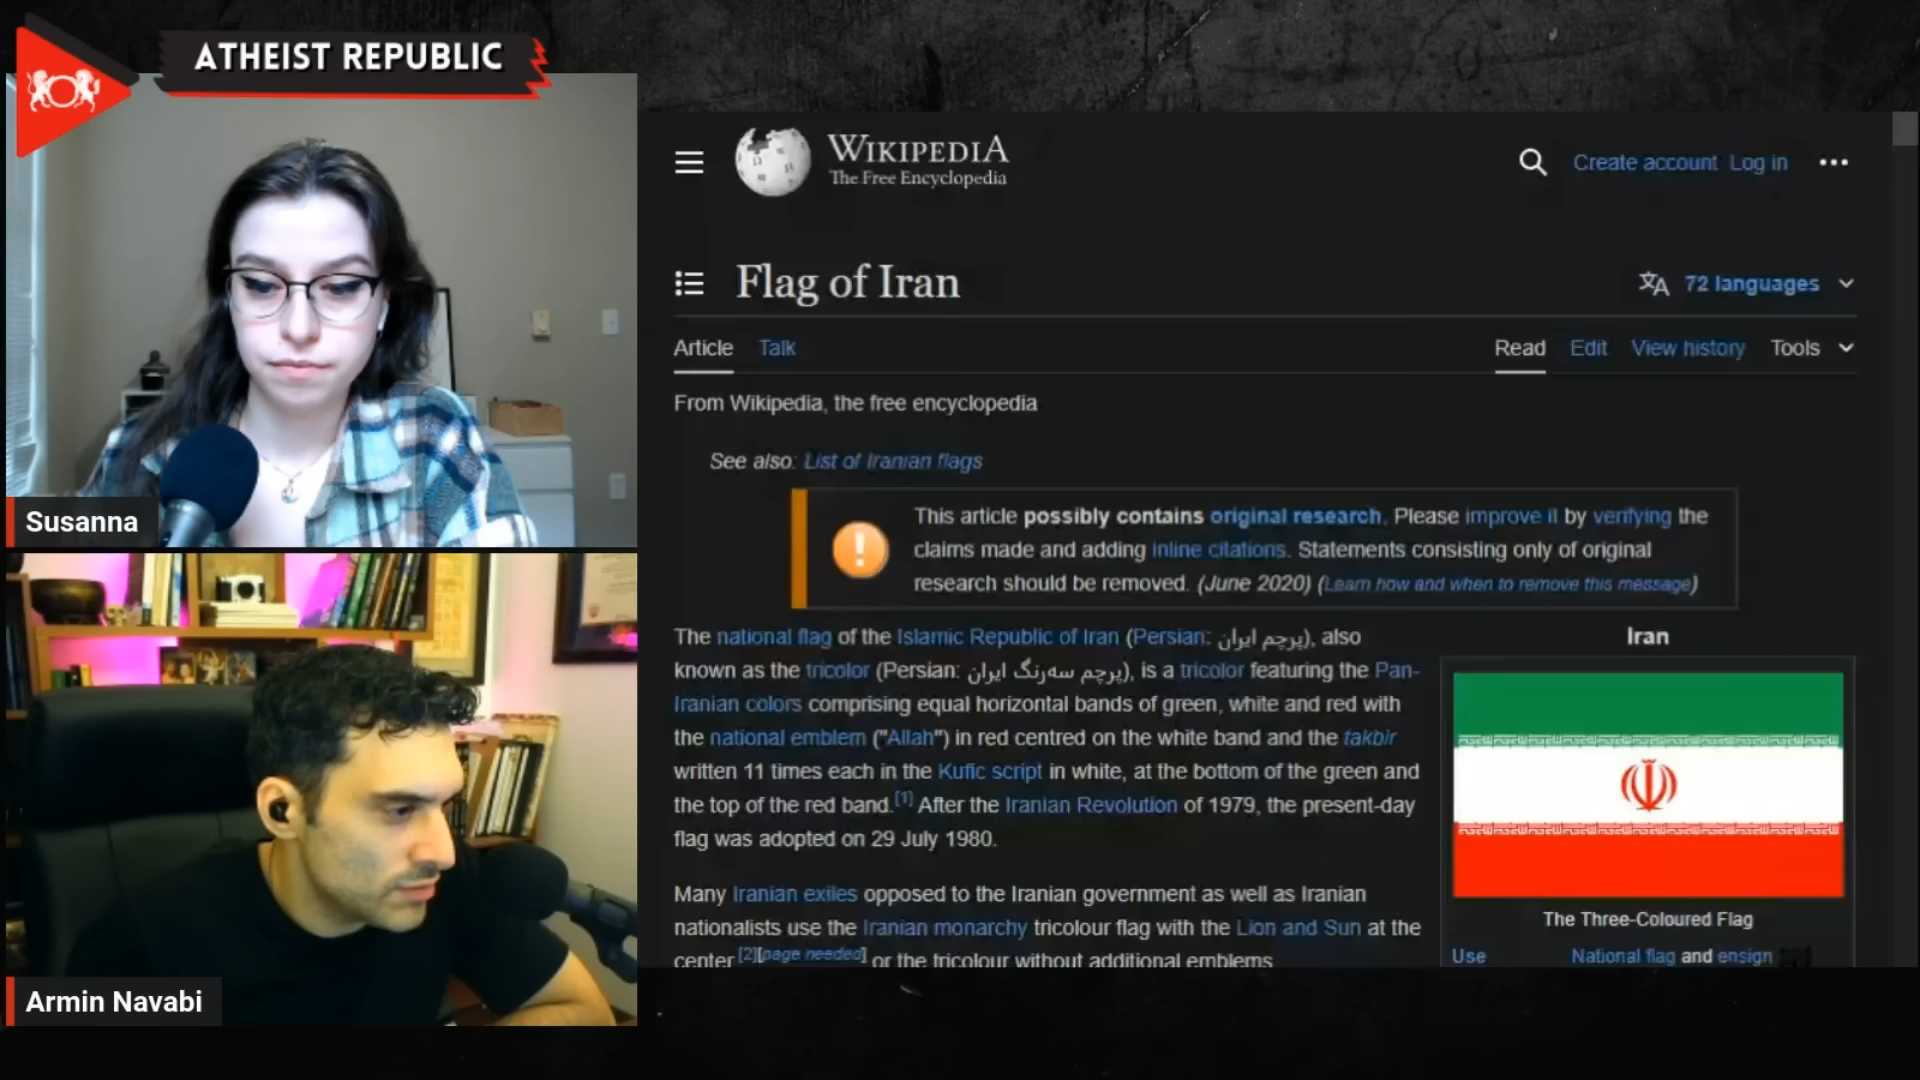 ATHEIST REPUBLIC
Susanna
Armin Navabi
WIKIPEDIA
The Free Encyclopedia
Create account Log in
Flag of Iran
72 languages
Article Talk
Read Edit View history Tools
From Wikipedia, the free encyclopedia
See also: List of Iranian flags
This article possibly contains original research. Please improve it by verifying the
claims made and adding inline citations. Statements consisting only of original
research should be removed. (June 2020) (Learn how and when to remove this message)
The national flag of the Islamic Republic of Iran (Persian: پرچم ایران), also
known as the tricolor (Persian: پرچم سه‌رنگ ایران), is a tricolor featuring the Pan-
Iranian colors comprising equal horizontal bands of green, white and red with
the national emblem ("Allah") in red centred on the white band and the takbir
written 11 times each in the Kufic script in white, at the bottom of the green and
the top of the red band.[1] After the Iranian Revolution of 1979, the present-day
flag was adopted on 29 July 1980.
Many Iranian exiles opposed to the Iranian government as well as Iranian
nationalists use the Iranian monarchy tricolour flag with the Lion and Sun at the
center [2][page needed] or the tricolour without additional emblems
Iran
The Three-Coloured Flag
Use National flag and ensign